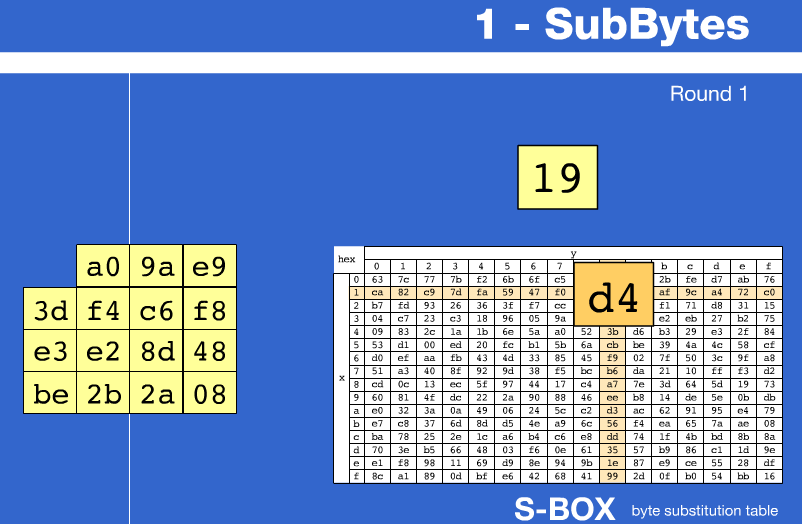 1 - SubBytes
Round 1
19
a0 9a e9
3d f4 c6 f8
e3 e2 8d 48
be 2b 2a 08
hex
y
0 1 2 3 4 5 6 7 b c d e f
x
0 63 7c 77 7b f2 6b 6f c5 2b fe d7 ab 76
1 ca 82 c9 7d fa 59 47 f0 af 9c a4 72 c0
2 b7 fd 93 26 36 3f f7 cc f1 71 d8 31 15
3 04 c7 23 c3 18 96 05 9a e2 eb 27 b2 75
4 09 83 2c 1a 1b 6e 5a a0 52 3b d6 b3 29 e3 2f 84
5 53 d1 00 ed 20 fc b1 5b 6a cb be 39 4a 4c 58 cf
6 d0 ef aa fb 43 4d 33 85 45 f9 02 7f 50 3c 9f a8
7 51 a3 40 8f 92 9d 38 f5 bc b6 da 21 10 ff f3 d2
8 cd 0c 13 ec 5f 97 44 17 c4 a7 7e 3d 64 5d 19 73
9 60 81 4f dc 22 2a 90 88 46 ee b8 14 de 5e 0b db
a e0 32 3a 0a 49 06 24 5c c2 d3 ac 62 91 95 e4 79
b e7 c8 37 6d 8d d5 4e a9 6c 56 f4 ea 65 7a ae 08
c ba 78 25 2e 1c a6 b4 c6 e8 dd 74 1f 4b bd 8b 8a
d 70 3e b5 66 48 03 f6 0e 61 35 57 b9 86 c1 1d 9e
e e1 f8 98 11 69 d9 8e 94 9b 1e 87 e9 ce 55 28 df
f 8c a1 89 0d bf e6 42 68 41 99 2d 0f b0 54 bb 16
d4
S-BOX byte substitution table